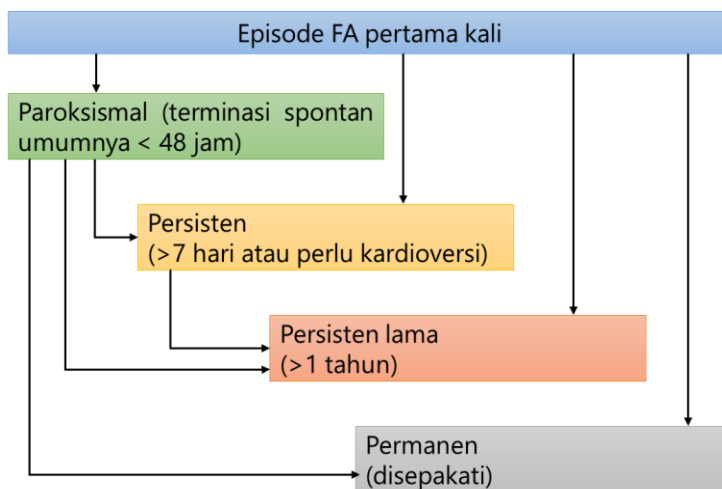 Episode FA pertama kali
Paroksismal (terminasi spontan
umumnya < 48 jam)
Persisten
(>7 hari atau perlu kardioversi)
Persisten lama
(>1 tahun)
Permanen
(disepakati)